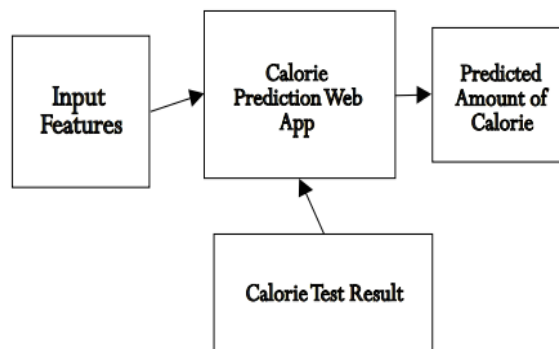 Input
Features
Calorie
Prediction Web
App
Predicted
Amount of
Calorie
Calorie Test Result